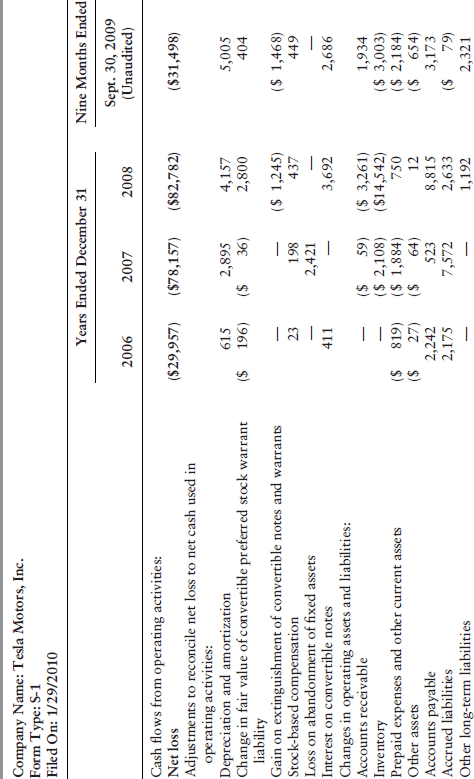 Company Name: Tesla Motors, Inc.
Form Type: S-1
Filed On: 1/29/2010
Years Ended December 31 Nine Months Ended
2006 2007 2008 Sept. 30, 2009
(Unaudited)
Cash flows from operating activities:
Net loss ($29,957) ($78,157) ($82,782) ($31,498)
Adjustments to reconcile net loss to net cash used in
operating activities:
Depreciation and amortization 615 2,895 4,157 5,005
Change in fair value of convertible preferred stock warrant ($ 196) ($ 36) 2,800 404
liability
Gain on extinguishment of convertible notes and warrants — — ($ 1,245) ($ 1,468)
Stock-based compensation 23 198 437 449
Loss on abandonment of fixed assets — 2,421 — —
Interest on convertible notes 411 — 3,692 2,686
Changes in operating assets and liabilities:
Accounts receivable — ($ 59) ($ 3,261) 1,934
Inventory — ($ 2,108) ($14,542) ($ 3,003)
Prepaid expenses and other current assets ($ 819) ($ 1,884) 750 ($ 2,184)
Other assets ($ 27) ($ 64) 12 ($ 654)
Accounts payable 2,242 523 8,815 3,173
Accrued liabilities 2,175 7,572 2,633 ($ 79)
Other long-term liabilities — — 1,192 2,321